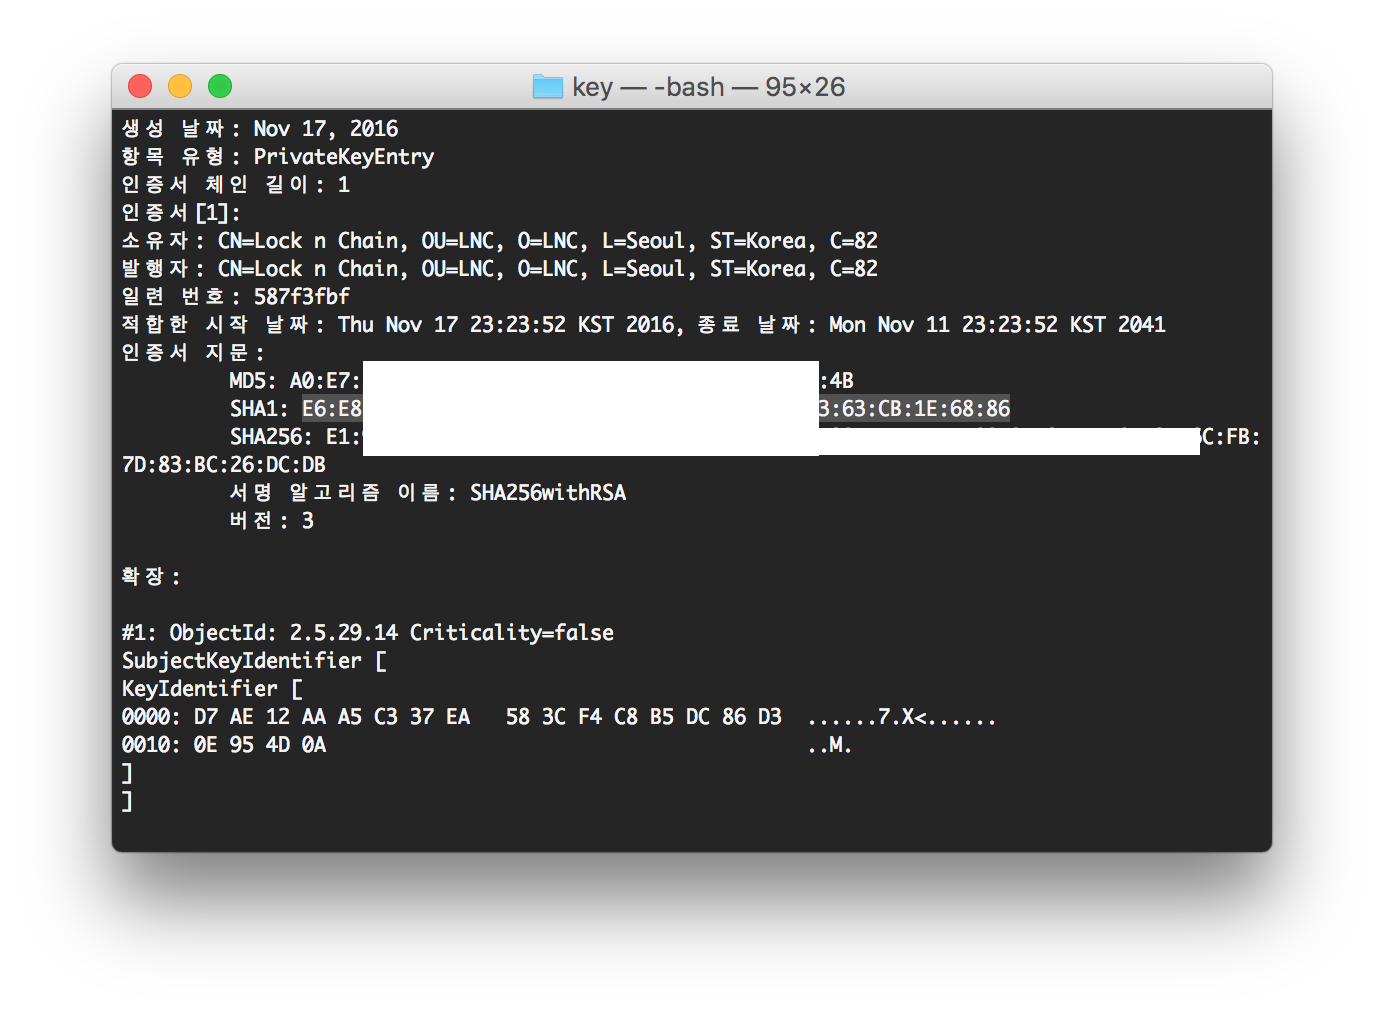 key — -bash — 95×26
생성 날짜: Nov 17, 2016
항목 유형: PrivateKeyEntry
인증서 체인 길이: 1
인증서[1]:
소유자: CN=Lock n Chain, OU=LNC, O=LNC, L=Seoul, ST=Korea, C=82
발행자: CN=Lock n Chain, OU=LNC, O=LNC, L=Seoul, ST=Korea, C=82
일련 번호: 587f3fbf
적합한 시작 날짜: Thu Nov 17 23:23:52 KST 2016, 종료 날짜: Mon Nov 11 23:23:52 KST 2041
인증서 지문:
MD5: A0:E7: :4B
SHA1: E6:E8 :63:CB:1E:68:86
SHA256: E1: C:FB:
7D:83:BC:26:DC:DB
서명 알고리즘 이름: SHA256withRSA
버전: 3
확장:
#1: ObjectId: 2.5.29.14 Criticality=false
SubjectKeyIdentifier [
KeyIdentifier [
0000: D7 AE 12 AA A5 C3 37 EA 58 3C F4 C8 B5 DC 86 D3 ......7.X<......
0010: 0E 95 4D 0A ..M.
]
]